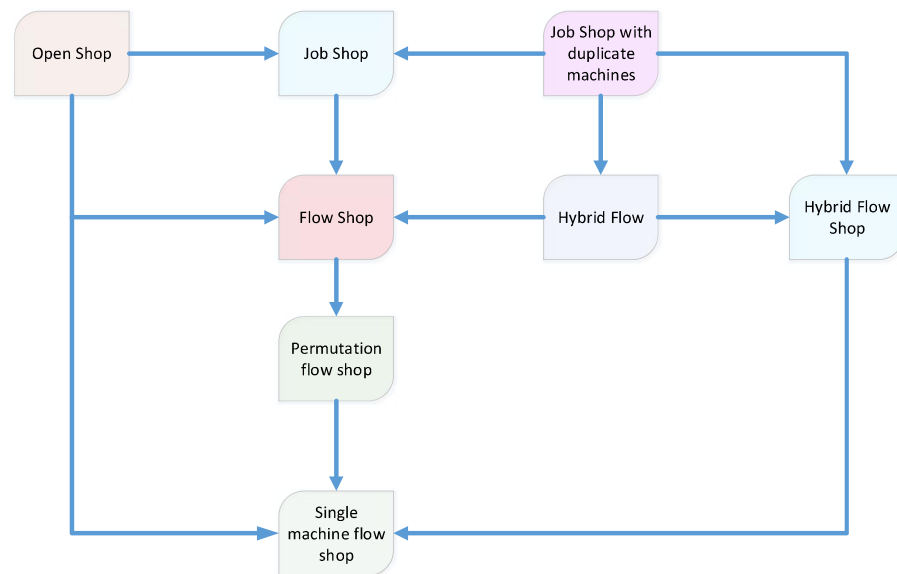 Open Shop
Job Shop
Job Shop with
duplicate
machines
Flow Shop
Hybrid Flow
Hybrid Flow
Shop
Permutation
flow shop
Single
machine flow
shop